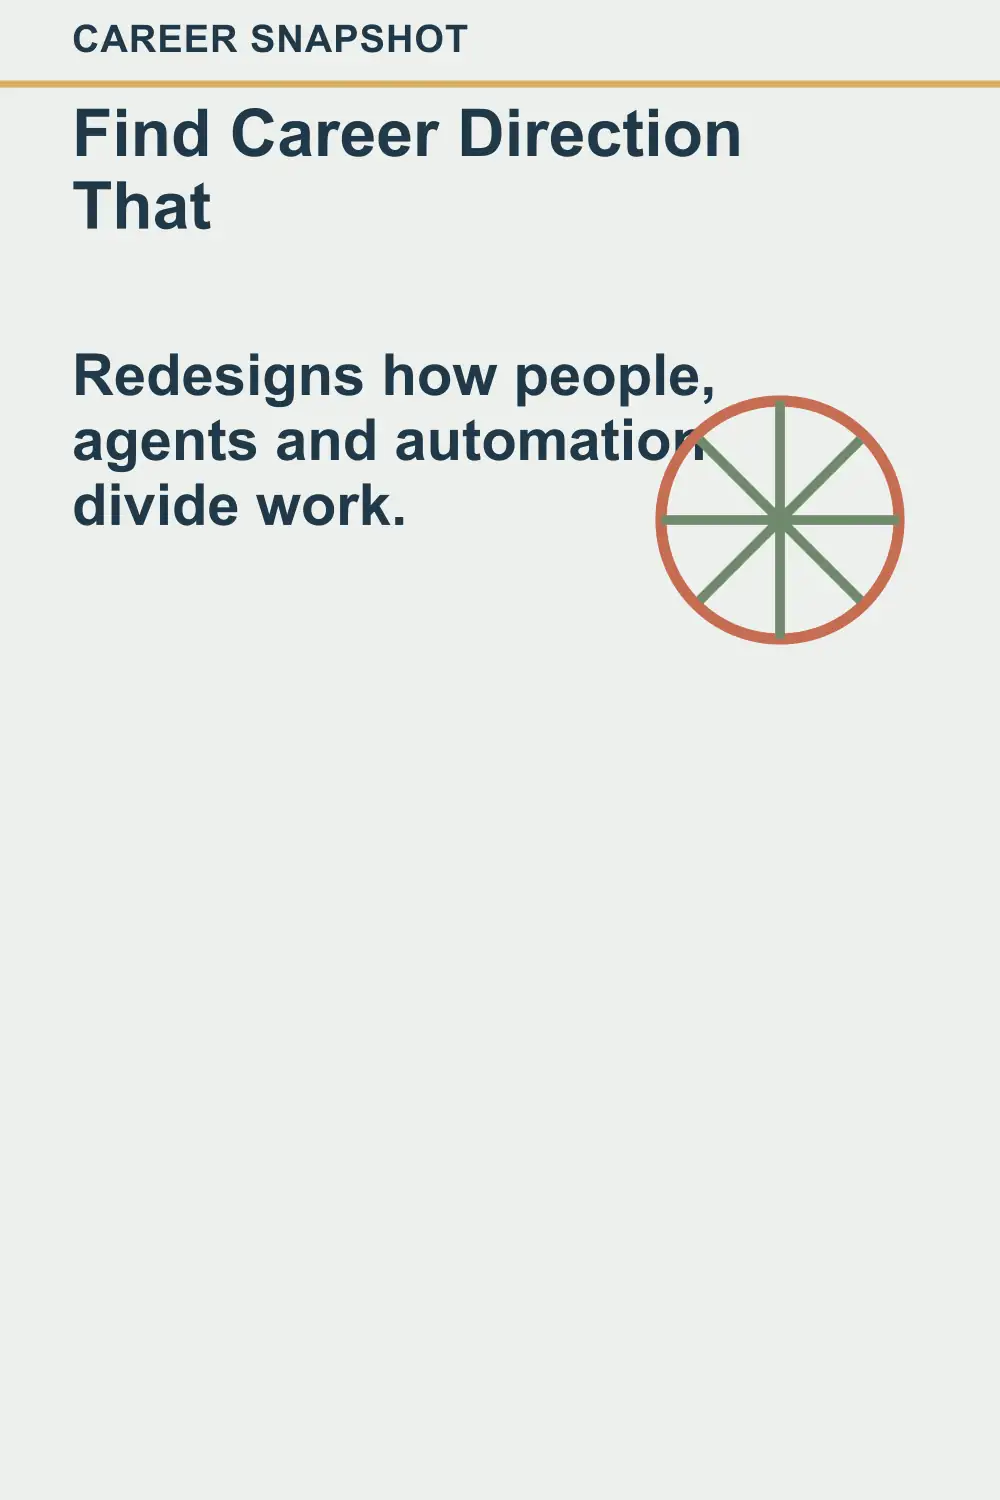 CAREER SNAPSHOT
Find Career Direction
That
Redesigns how people,
agents and automation
divide work.